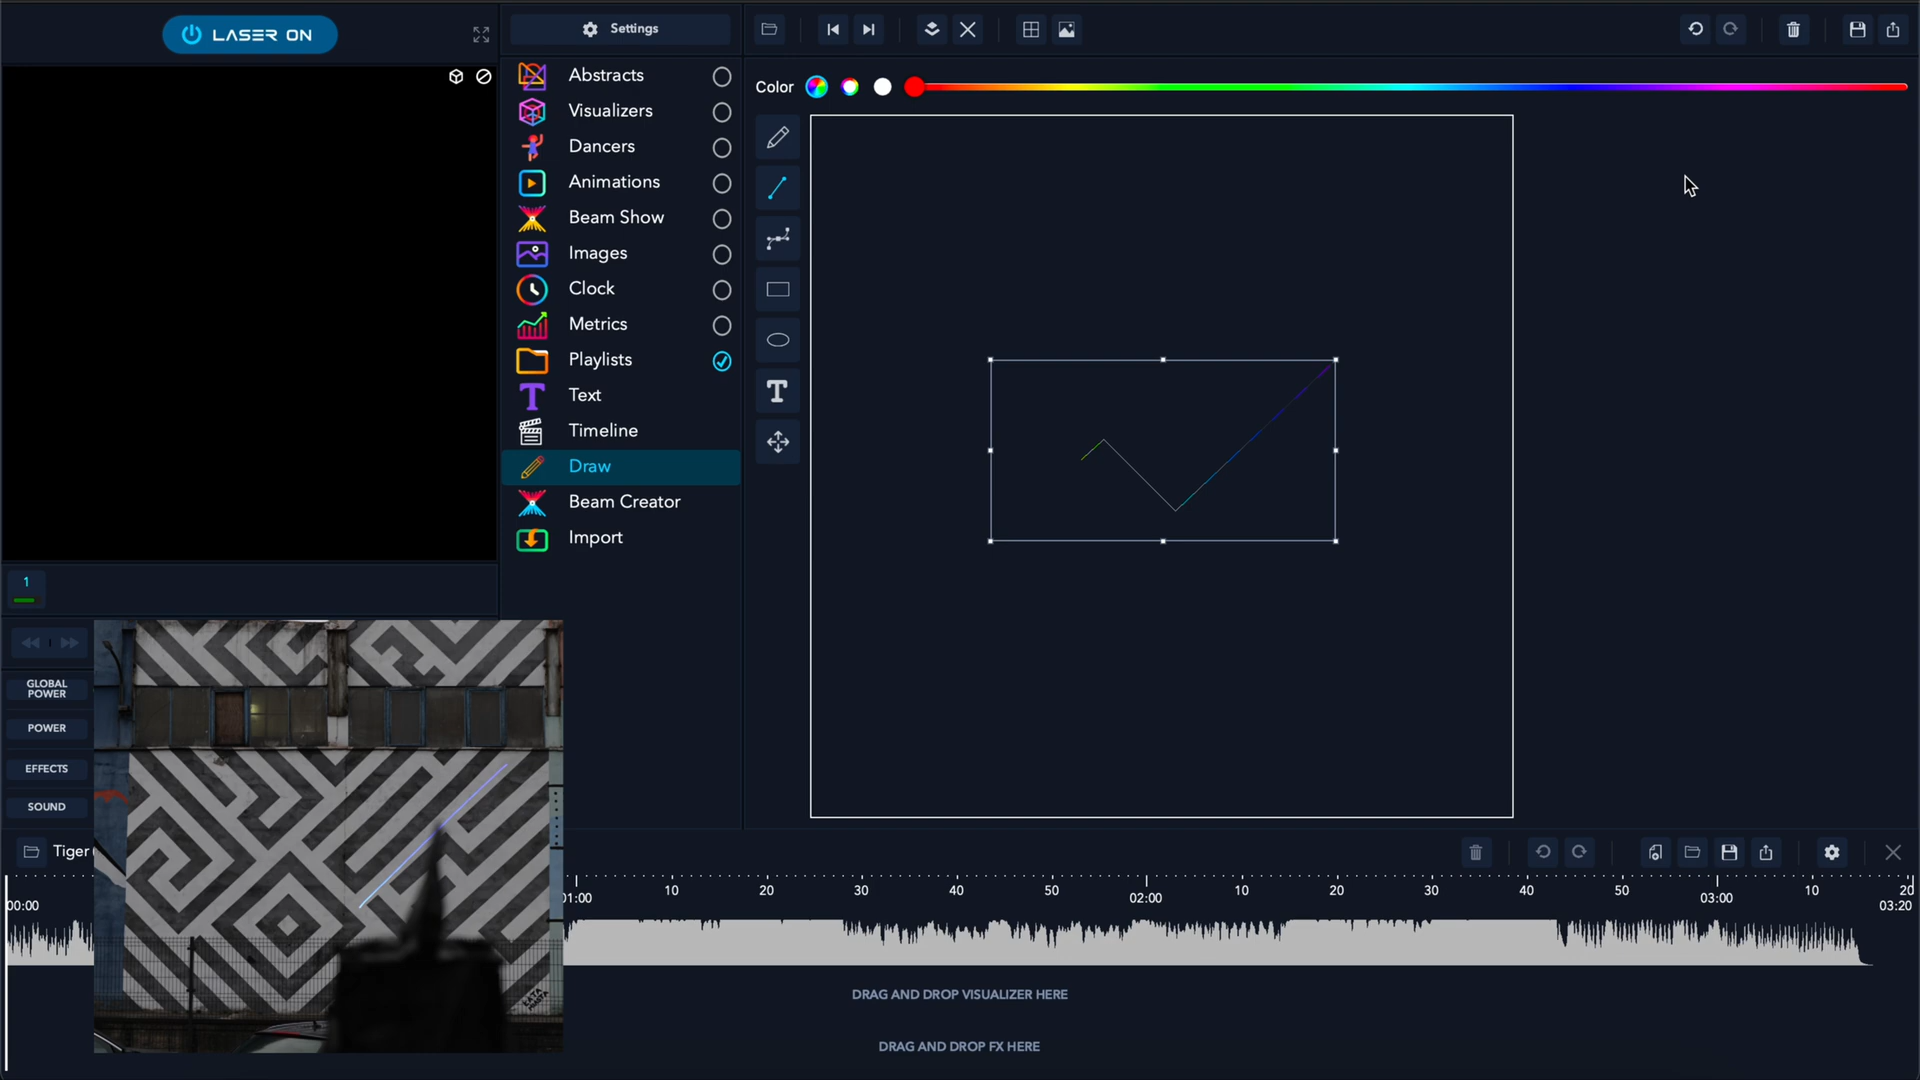 LASER ON
Settings
Abstracts
Visualizers
Dancers
Animations
Beam Show
Images
Clock
Metrics
Playlists
Text
Timeline
Draw
Beam Creator
Import
Color
T
1
GLOBAL
POWER
POWER
EFFECTS
SOUND
Tiger
00:00
01:00
10
20
30
40
50
02:00
10
20
30
40
50
03:00
10
20
03:20
DRAG AND DROP VISUALIZER HERE
DRAG AND DROP FX HERE